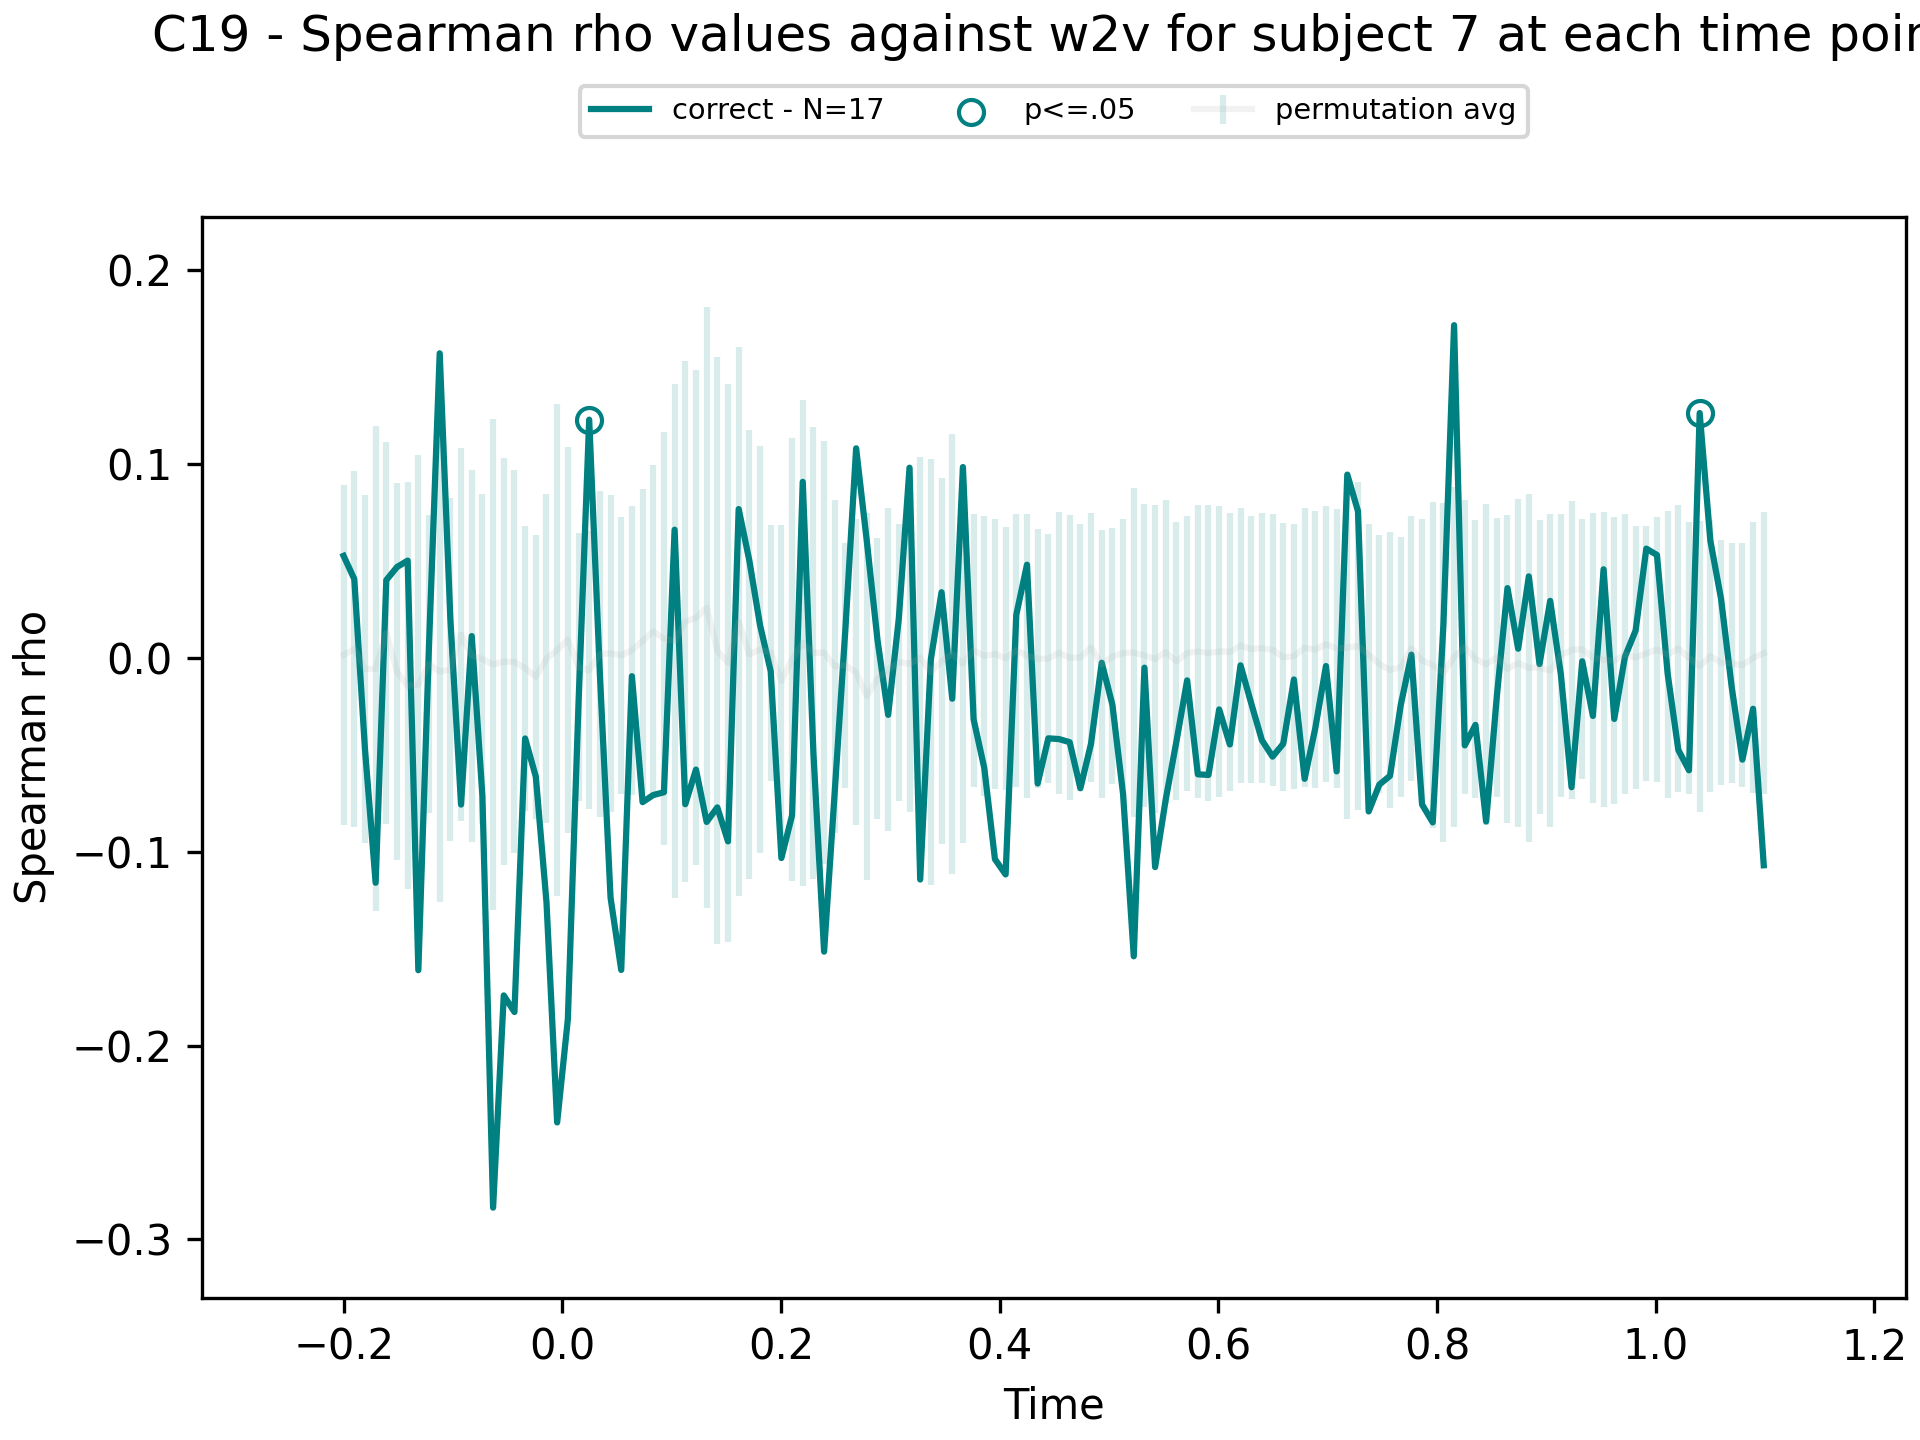 C19 - Spearman rho values against w2v for subject 7 at each time
correct - N=17 p<=.05 permutation avg
Spearman rho
0.2
0.1
0.0
−0.1
−0.2
−0.3
−0.2 0.0 0.2 0.4 0.6 0.8 1.0 1.2
Time